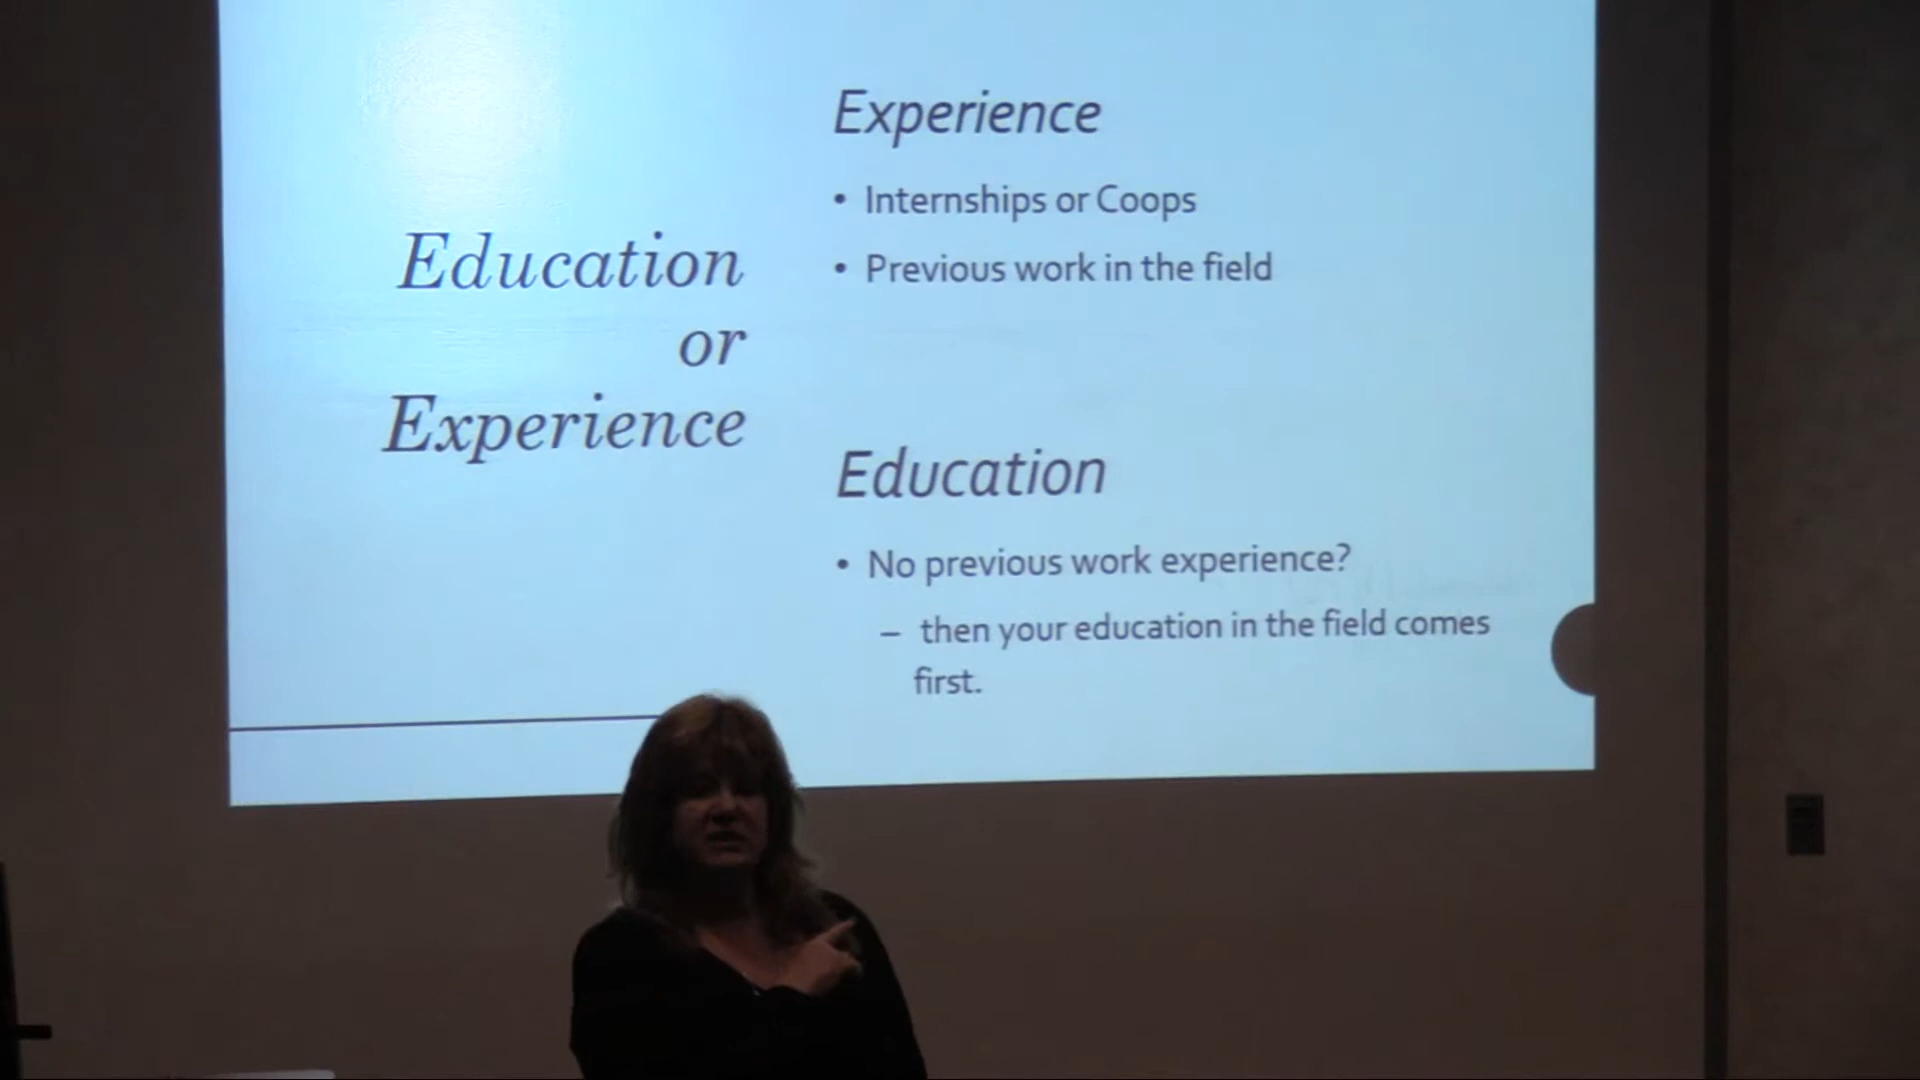 Education
or
Experience
Experience
• Internships or Coops
• Previous work in the field
Education
• No previous work experience?
– then your education in the field comes
first.